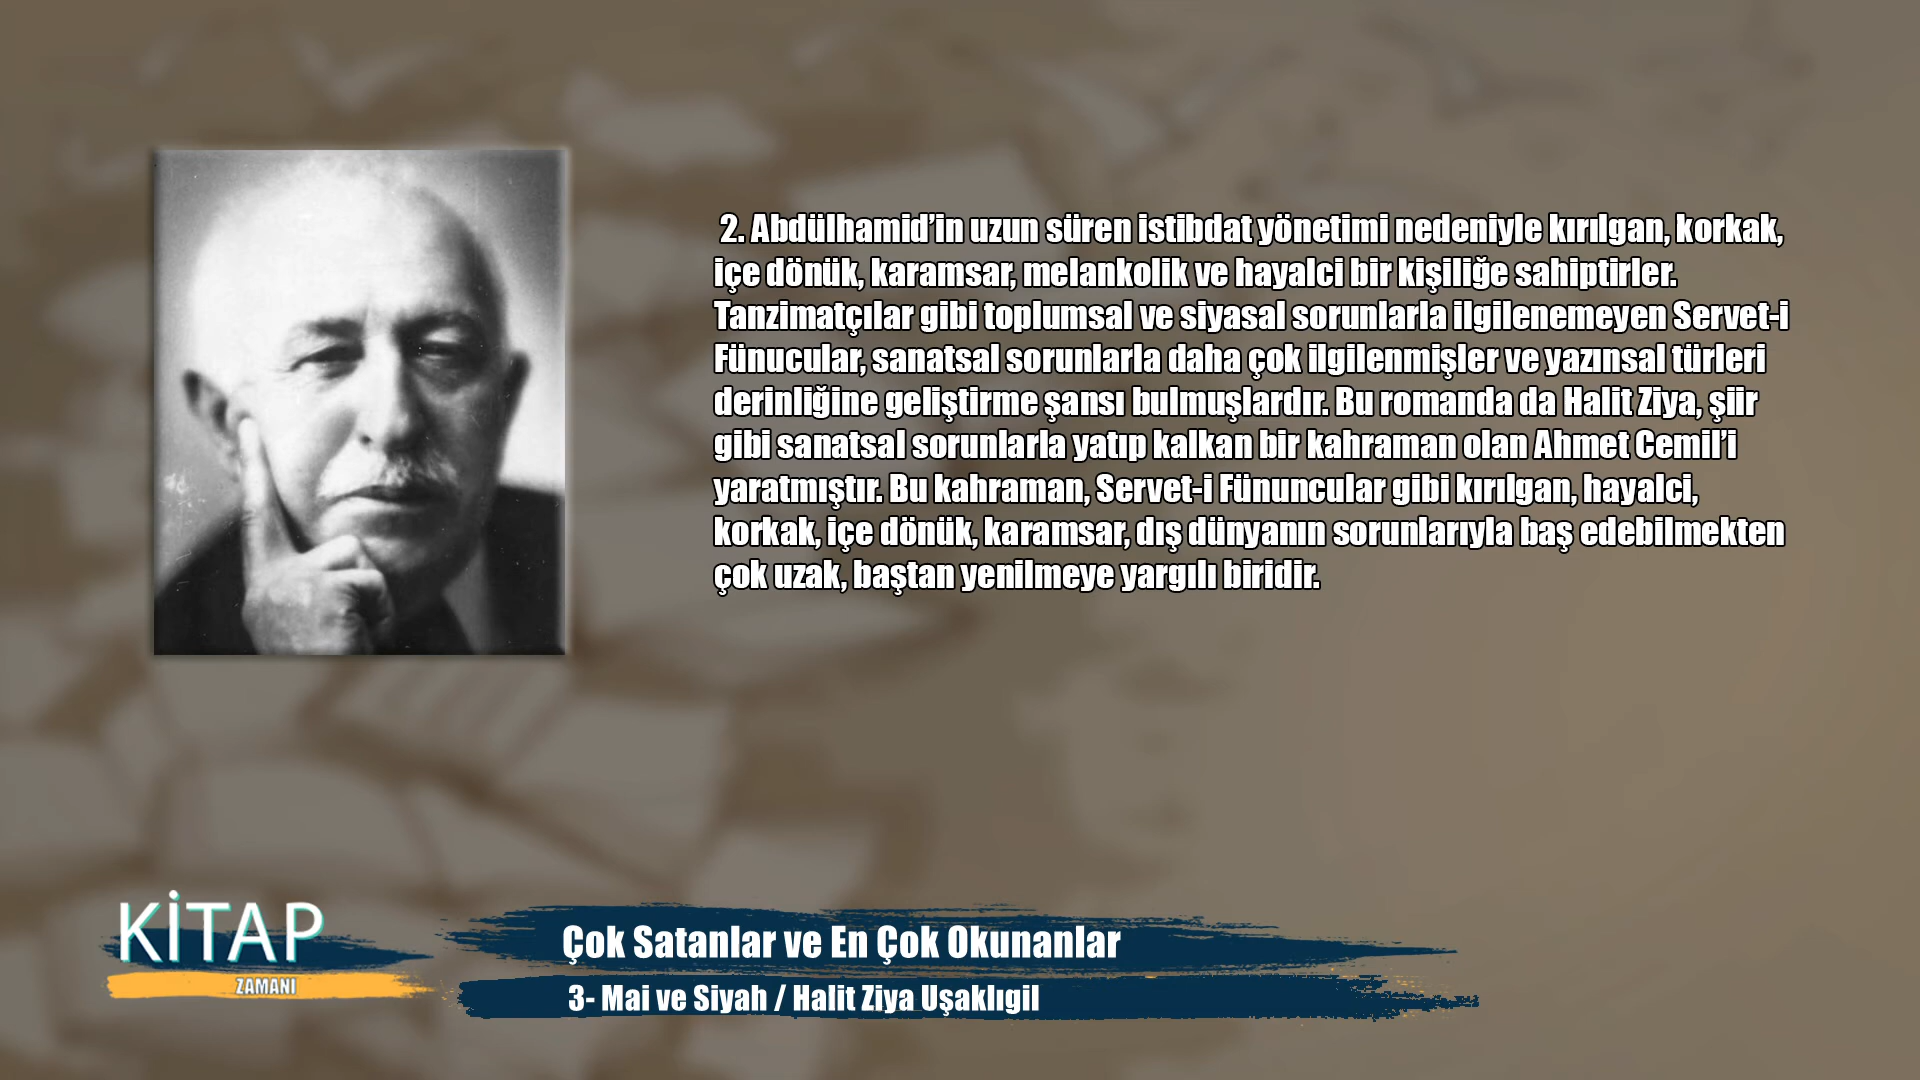 2. Abdülhamid’in uzun süren istibdat yönetimi nedeniyle kırılgan, korkak,
içe dönük, karamsar, melankolik ve hayalci bir kişiliğe sahiptirler.
Tanzimatçılar gibi toplumsal ve siyasal sorunlarla ilgilenemeyen Servet-i
Fünucular, sanatsal sorunlarla daha çok ilgilenmişler ve yazınsal türleri
derinliğine geliştirme şansı bulmuşlardır. Bu romanda da Halit Ziya, şiir
gibi sanatsal sorunlarla yatıp kalkan bir kahraman olan Ahmet Cemil’i
yaratmıştır. Bu kahraman, Servet-i Fünuncular gibi kırılgan, hayalci,
korkak, içe dönük, karamsar, dış dünyanın sorunlarıyla baş edebilmekten
çok uzak, baştan yenilmeye yargılı biridir.
KİTAP
ZAMANI
Çok Satanlar ve En Çok Okunanlar
3- Mai ve Siyah / Halit Ziya Uşaklıgil